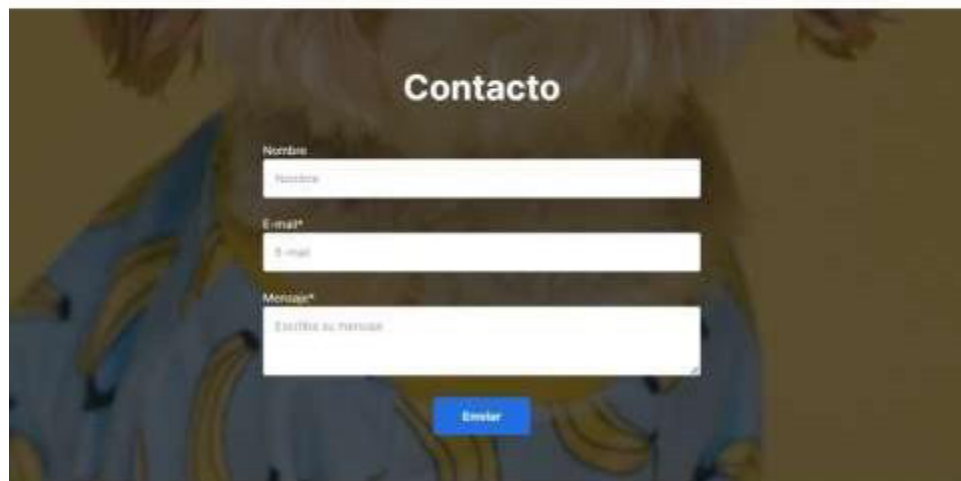 Contacto
Nombre
Nombre
E-mail*
E-mail
Mensaje*
Escriba su mensaje
Enviar